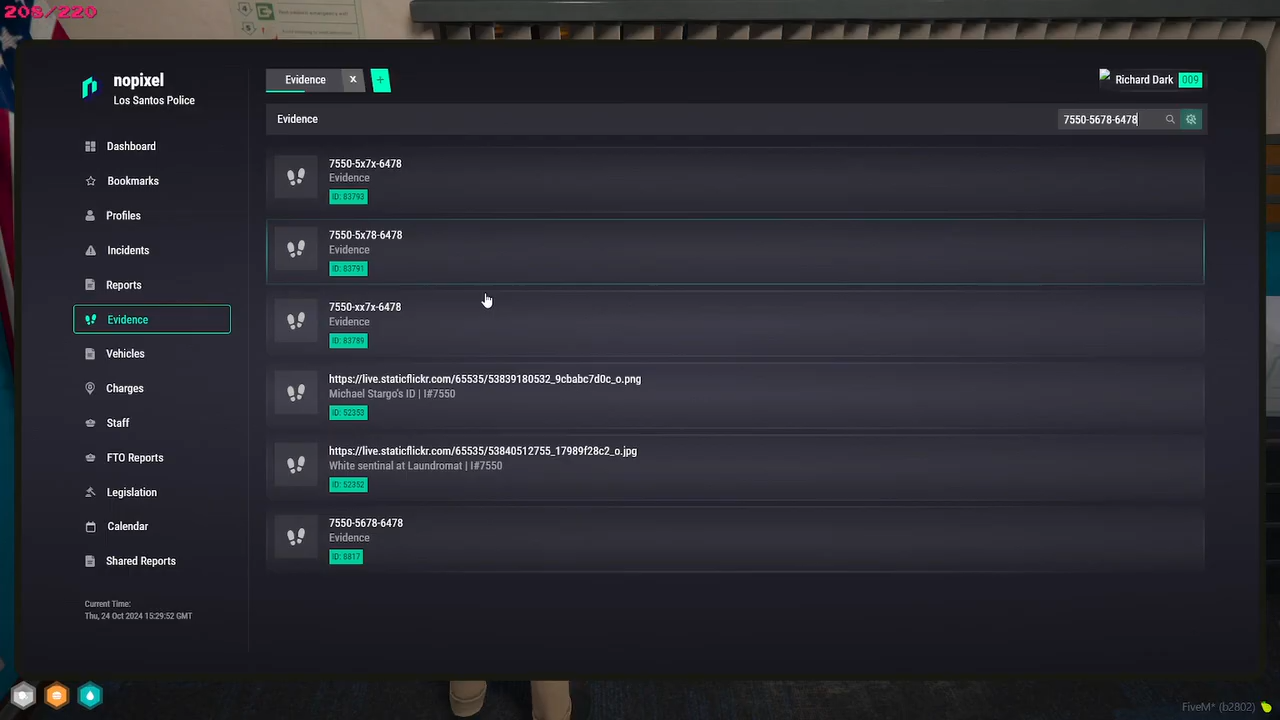 208/220
nopixel
Los Santos Police
Evidence
x
+
Richard Dark 009
Evidence
7550-5678-6478
Dashboard
Bookmarks
Profiles
Incidents
Reports
Evidence
Vehicles
Charges
Staff
FTO Reports
Legislation
Calendar
Shared Reports
Current Time:
Thu, 24 Oct 2024 15:29:52 GMT
7550-5x7x-6478
Evidence
ID: 83793
7550-5x78-6478
Evidence
ID: 83791
7550-xx7x-6478
Evidence
ID: 83789
https://live.staticflickr.com/65535/53839180532_9cbabc7d0c_o.png
Michael Stargo's ID | I#7550
ID: 52353
https://live.staticflickr.com/65535/53840512755_17989f28c2_o.jpg
White sentinal at Laundromat | I#7550
ID: 52352
7550-5678-6478
Evidence
ID: 8817
FiveM* (b2802)